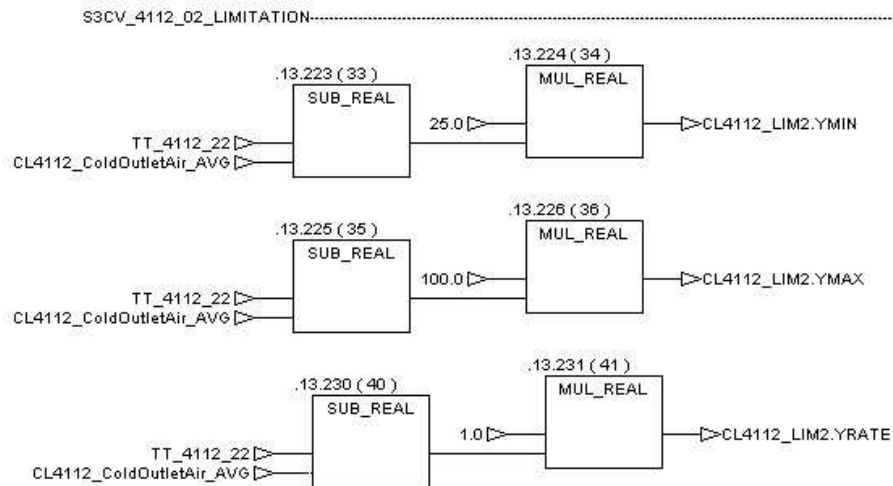 S3CV_4112_02_LIMITATION
.13.223 ( 33 )
SUB_REAL
TT_4112_22
CL4112_ColdOutletAir_AVG
.13.224 ( 34 )
MUL_REAL
25.0
CL4112_LIM2.YMIN
.13.225 ( 35 )
SUB_REAL
TT_4112_22
CL4112_ColdOutletAir_AVG
.13.226 ( 36 )
MUL_REAL
100.0
CL4112_LIM2.YMAX
.13.230 ( 40 )
SUB_REAL
TT_4112_22
CL4112_ColdOutletAir_AVG
.13.231 ( 41 )
MUL_REAL
1.0
CL4112_LIM2.YRATE